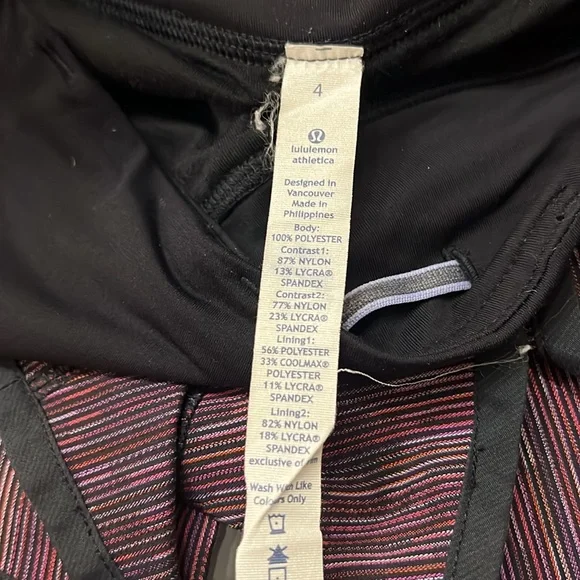 4
lululemon
athletica
Designed in
Vancouver
Made in
Philippines
Body:
100% POLYESTER
Contrast1:
87% NYLON
13% LYCRA®
SPANDEX
Contrast2:
77% NYLON
23% LYCRA®
SPANDEX
Lining1:
56% POLYESTER
33% COOLMAX®
POLYESTER
11% LYCRA®
SPANDEX
Lining2:
82% NYLON
18% LYCRA®
SPANDEX
exclusive of
Wash With Like
Colours Only